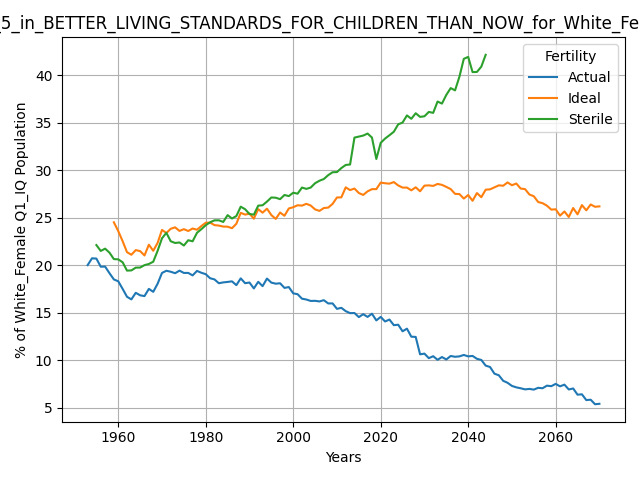 _5_in_BETTER_LIVING_STANDARDS_FOR_CHILDREN_THAN_NOW_for_White_Fe
% of White_Female Q1_IQ Population
40
35
30
25
20
15
10
5
1960
1980
2000
2020
2040
2060
Years
Fertility
Actual
Ideal
Sterile